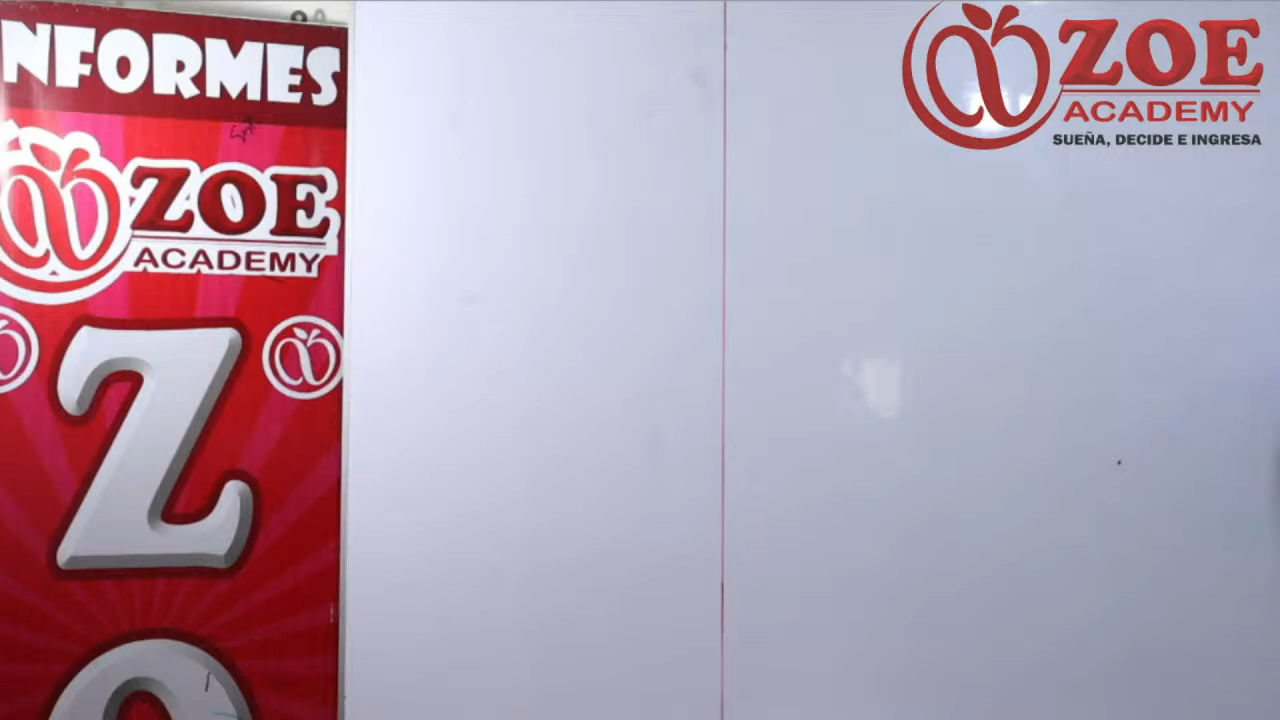 NFORMES
ZOE
ACADEMY
Z
ZOE
ACADEMY
SUEÑA, DECIDE E INGRESA